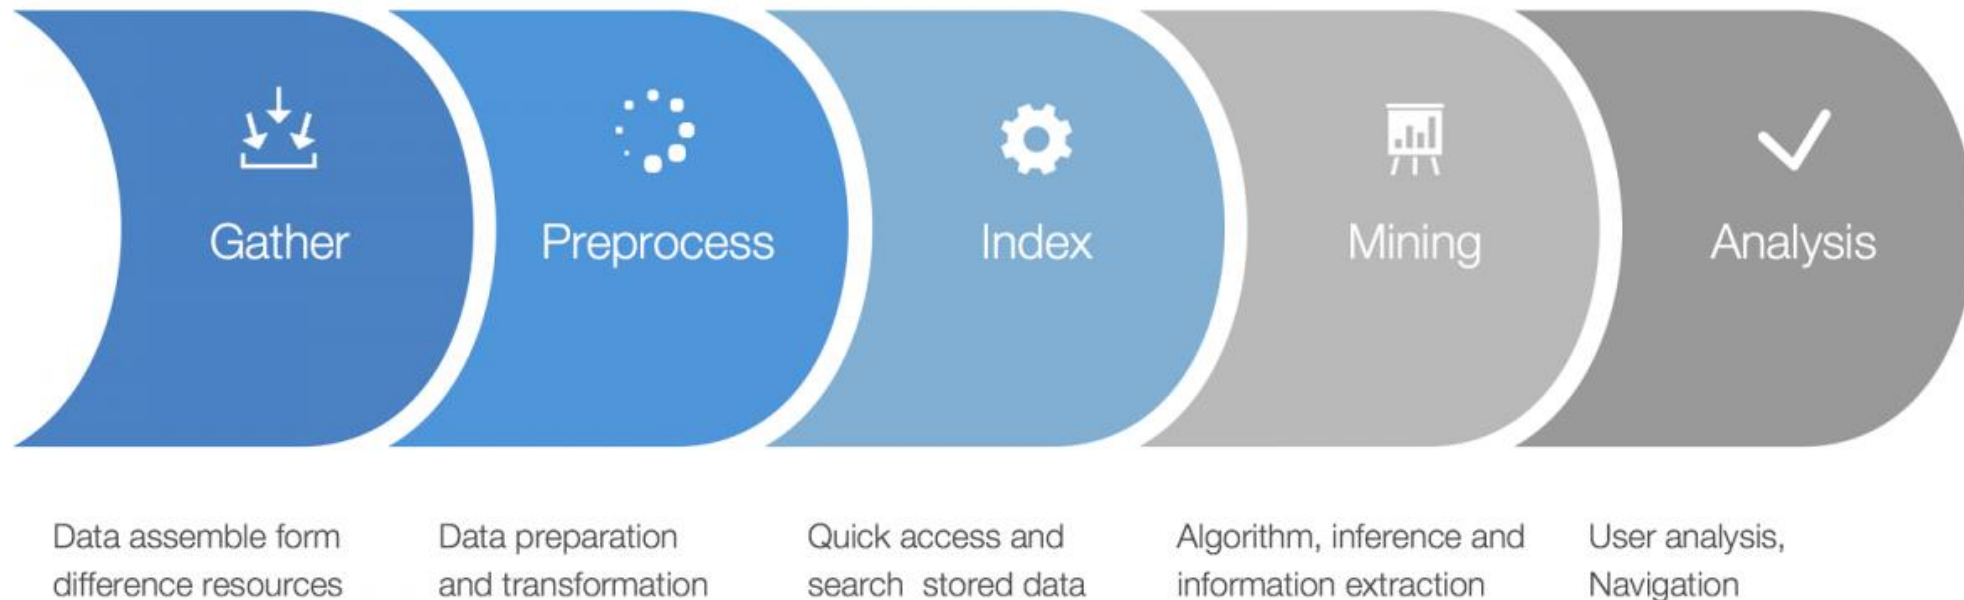 Gather
Preprocess
Index
Mining
Analysis
Data assemble form
difference resources
Data preparation
and transformation
Quick access and
search stored data
Algorithm, inference and
information extraction
User analysis,
Navigation